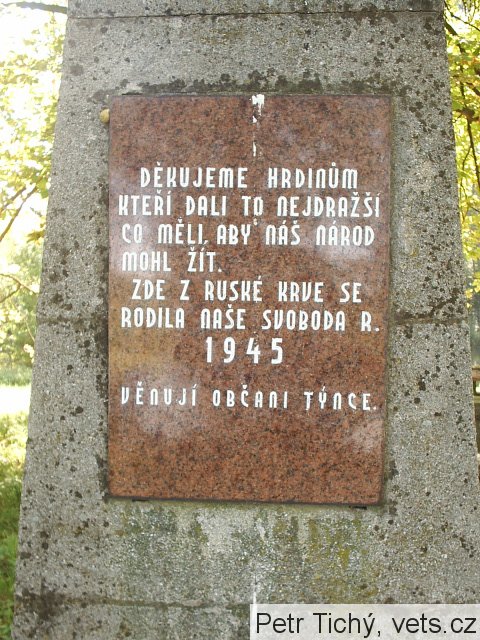 DĚKUJEME HRDINŮM
KTEŘÍ DALI TO NEJDRAŽŠÍ
CO MĚLI, ABY NÁŠ NÁROD
MOHL ŽÍT.
ZDE Z RUSKÉ KRVE SE
RODILA NAŠE SVOBODA R.
1945
VĚNUJÍ OBČANI TÝNCE.
Petr Tichý, vets.cz